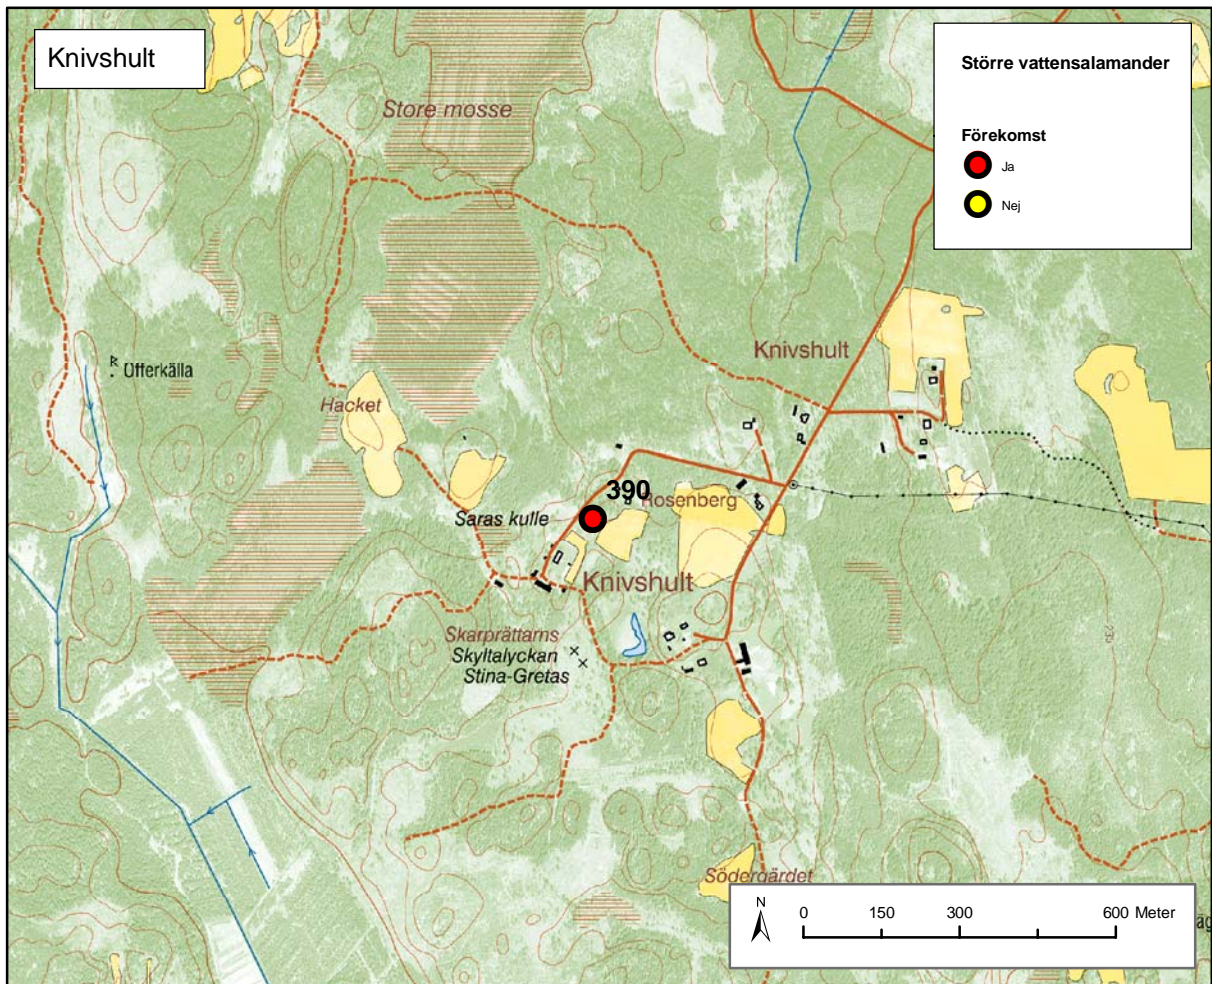 Knivshult
Större vattensalamander
Förekomst
Ja
Nej
Store mosse
R
Ufferkälla
Knivshult
Hacket
390
Rosenberg
Saras kulle
Knivshult
Skarprättarns
Skyltalyckan
Stina-Gretas
Södergärdet
N
0 150 300 600 Meter